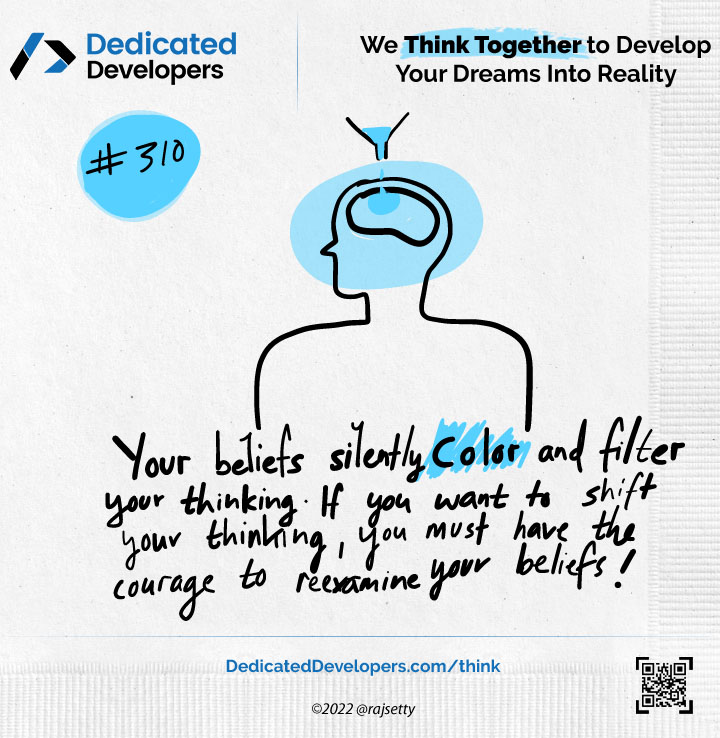 Dedicated
Developers
We Think Together to Develop
Your Dreams Into Reality
# 310
Your beliefs silently Color and filter
your thinking. If you want to shift
your thinking, you must have the
courage to reexamine your beliefs!
DedicatedDevelopers.com/think
©2022 @rajsetty